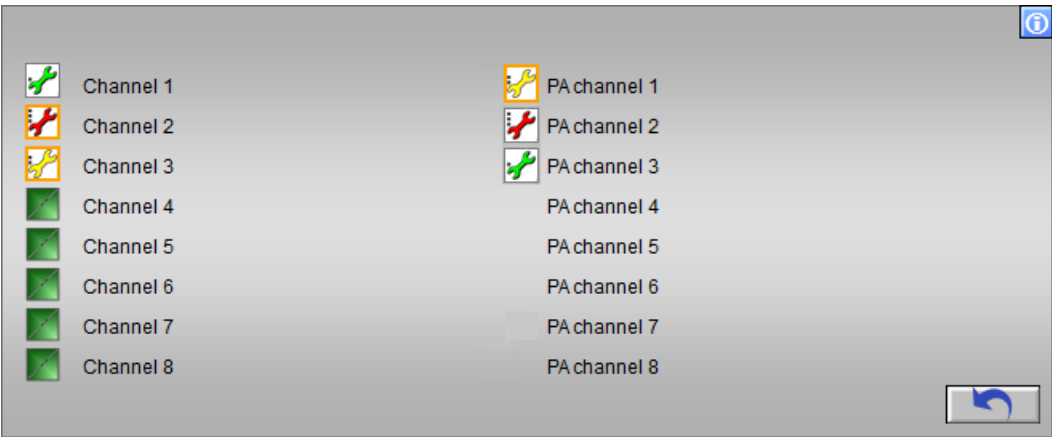 Channel 1
Channel 2
Channel 3
Channel 4
Channel 5
Channel 6
Channel 7
Channel 8
PA channel 1
PA channel 2
PA channel 3
PA channel 4
PA channel 5
PA channel 6
PA channel 7
PA channel 8